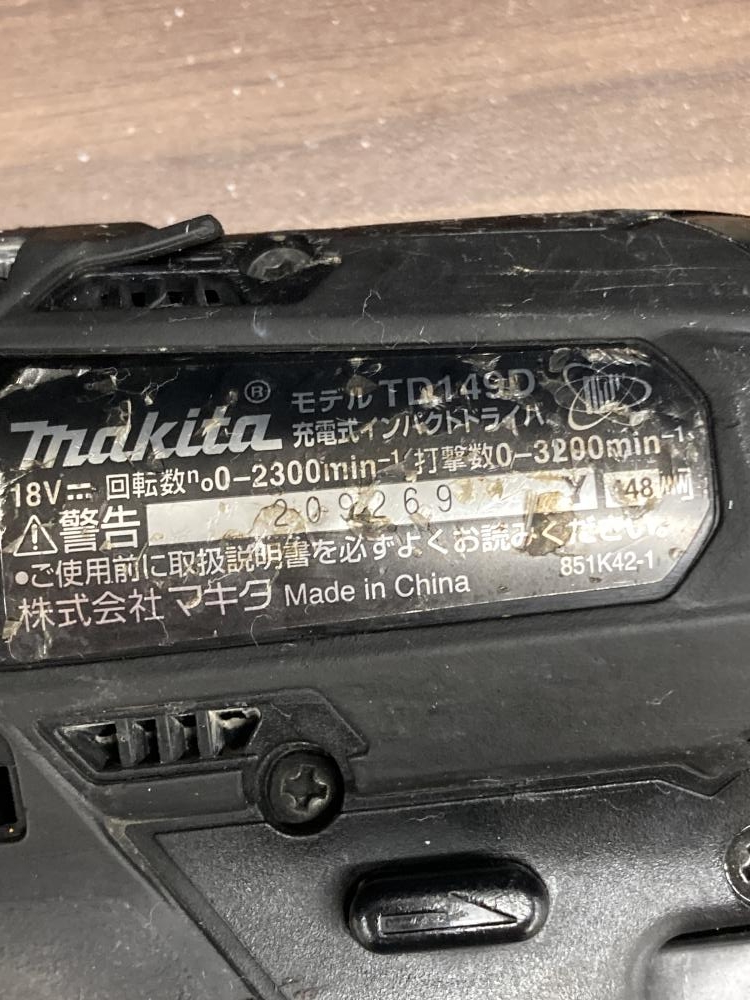 makita® モデル TD149D
充電式インパクトドライバ
18V⎓ 回転数n₀0-2300min⁻¹/打撃数0-3200min⁻¹
⚠警告 209269 Y 48
•ご使用前に取扱説明書を必ずよくお読みください。
851K42-1
株式会社マキタ Made in China